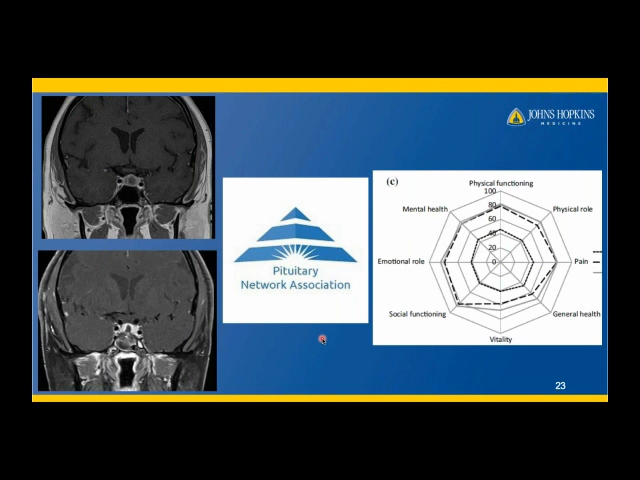 JOHNS HOPKINS
MEDICINE
Pituitary
Network Association
(c)
Physical functioning
100
80
60
40
20
0
Mental health
Physical role
Emotional role
Pain
Social functioning
General health
Vitality
23